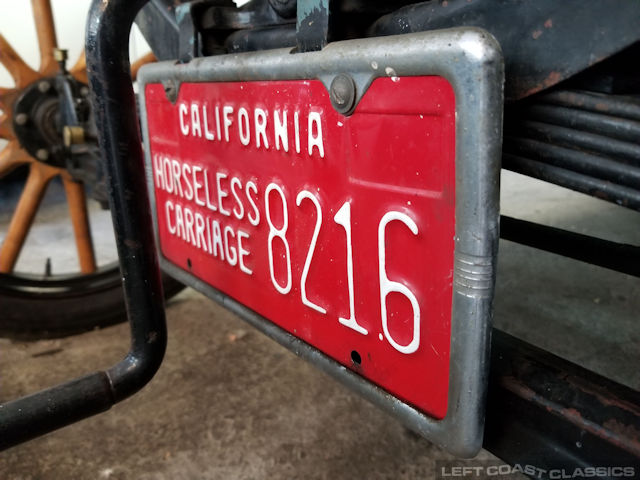 CALIFORNIA
HORSELESS
CARRIAGE
8216
LEFT COAST CLASSICS